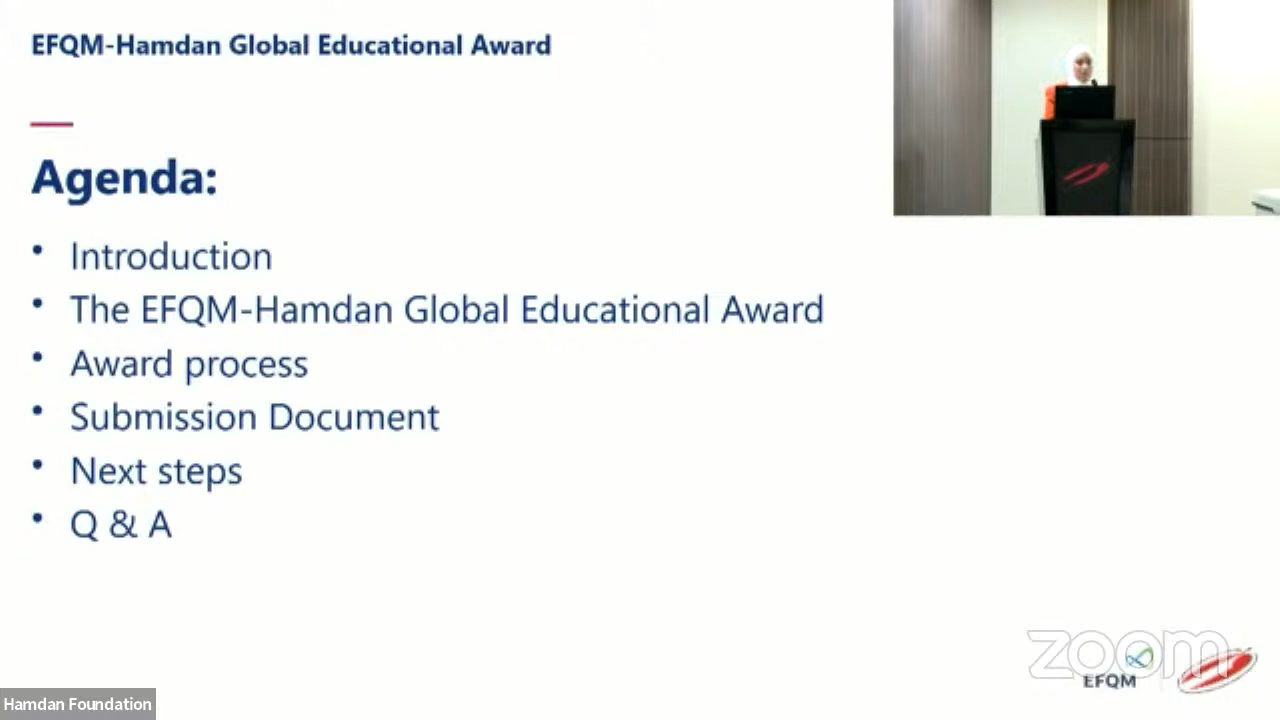 EFQM-Hamdan Global Educational Award
Agenda:
• Introduction
• The EFQM-Hamdan Global Educational Award
• Award process
• Submission Document
• Next steps
• Q & A
zoom
EFQM
Hamdan Foundation